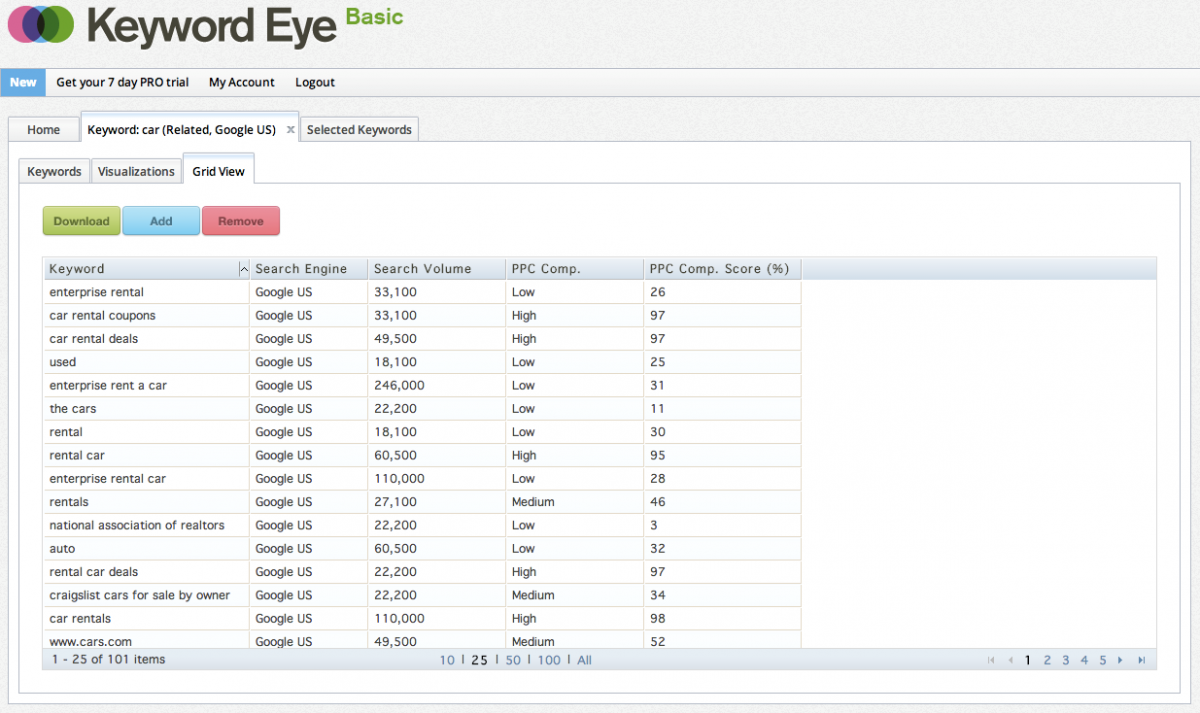 Keyword Eye Basic
New Get your 7 day PRO trial My Account Logout
Home Keyword: car (Related, Google US) x Selected Keywords
Keywords Visualizations Grid View
Download Add Remove
Keyword Search Engine Search Volume PPC Comp. PPC Comp. Score (%)
enterprise rental Google US 33,100 Low 26
car rental coupons Google US 33,100 High 97
car rental deals Google US 49,500 High 97
used Google US 18,100 Low 25
enterprise rent a car Google US 246,000 Low 31
the cars Google US 22,200 Low 11
rental Google US 18,100 Low 30
rental car Google US 60,500 High 95
enterprise rental car Google US 110,000 Low 28
rentals Google US 27,100 Medium 46
national association of realtors Google US 22,200 Low 3
auto Google US 60,500 Low 32
rental car deals Google US 22,200 High 97
craigslist cars for sale by owner Google US 22,200 Medium 34
car rentals Google US 110,000 High 98
www.cars.com Google US 49,500 Medium 52
1 - 25 of 101 items 10 | 25 | 50 | 100 | All 1 2 3 4 5